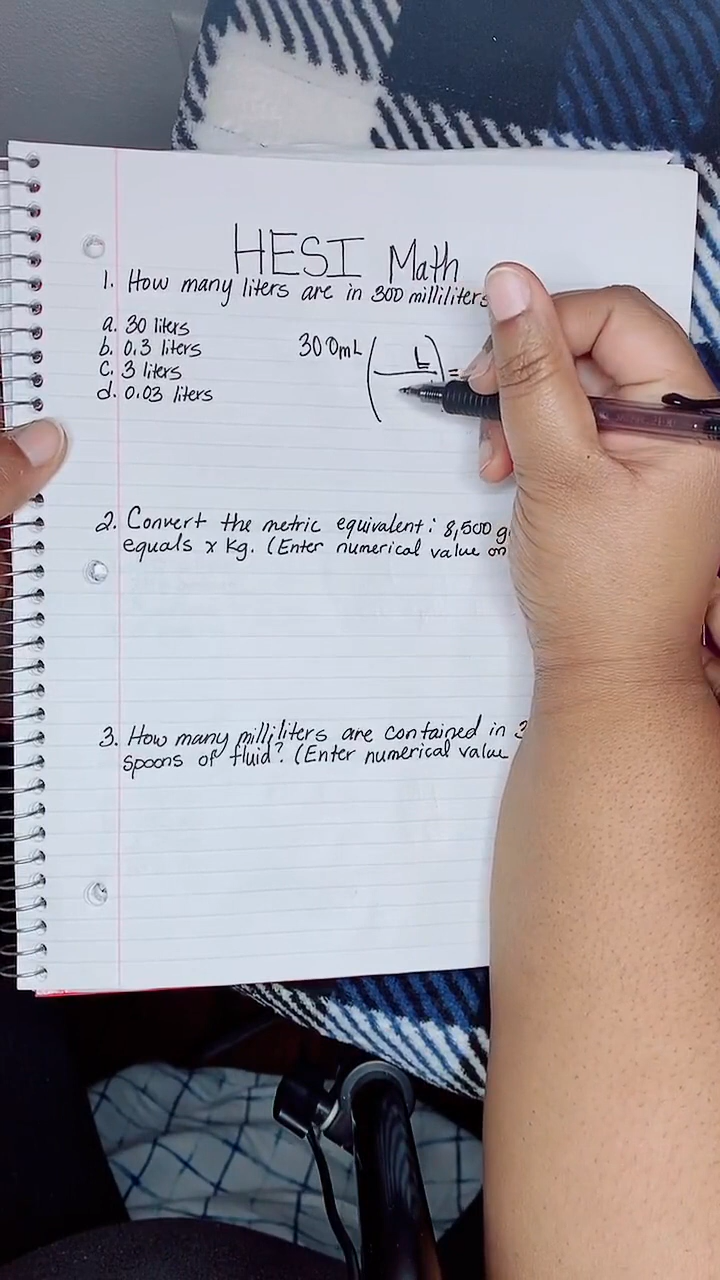 HESI Math
1. How many liters are in 300 milliliters
a. 30 liters
b. 0.3 liters
c. 3 liters
d. 0.03 liters
300mL ( L ) =
2. Convert the metric equivalent: 8,500 g
equals x Kg. (Enter numerical value on
3. How many milliliters are contained in 3
spoons of fluid? (Enter numerical value